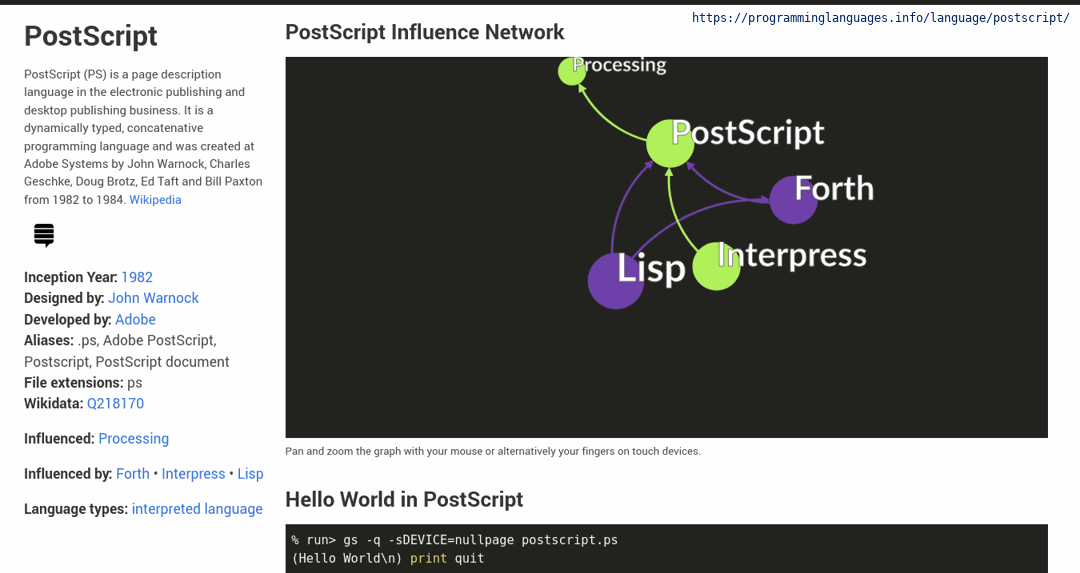 https://programminglanguages.info/language/postscript/
PostScript
PostScript (PS) is a page description
language in the electronic publishing and
desktop publishing business. It is a
dynamically typed, concatenative
programming language and was created at
Adobe Systems by John Warnock, Charles
Geschke, Doug Brotz, Ed Taft and Bill Paxton
from 1982 to 1984. Wikipedia
Inception Year: 1982
Designed by: John Warnock
Developed by: Adobe
Aliases: .ps, Adobe PostScript,
Postscript, PostScript document
File extensions: ps
Wikidata: Q218170
Influenced: Processing
Influenced by: Forth • Interpress • Lisp
Language types: interpreted language
PostScript Influence Network
Processing
PostScript
Forth
Interpress
Lisp
Pan and zoom the graph with your mouse or alternatively your fingers on touch devices.
Hello World in PostScript
% run> gs -q -sDEVICE=nullpage postscript.ps
(Hello World\n) print quit